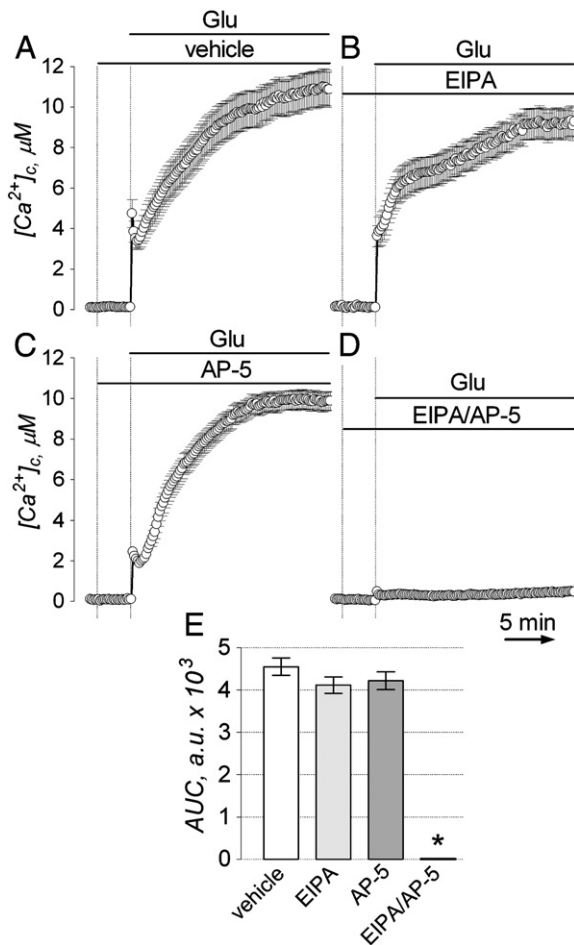 A
Glu
vehicle
B
Glu
EIPA
[Ca²⁺]c, µM
12
10
8
6
4
2
0
C
Glu
AP-5
D
Glu
EIPA/AP-5
[Ca²⁺]c, µM
12
10
8
6
4
2
0
5 min
E
AUC, a.u. x 10³
5
4
3
2
1
0
*
vehicle
EIPA
AP-5
EIPA/AP-5